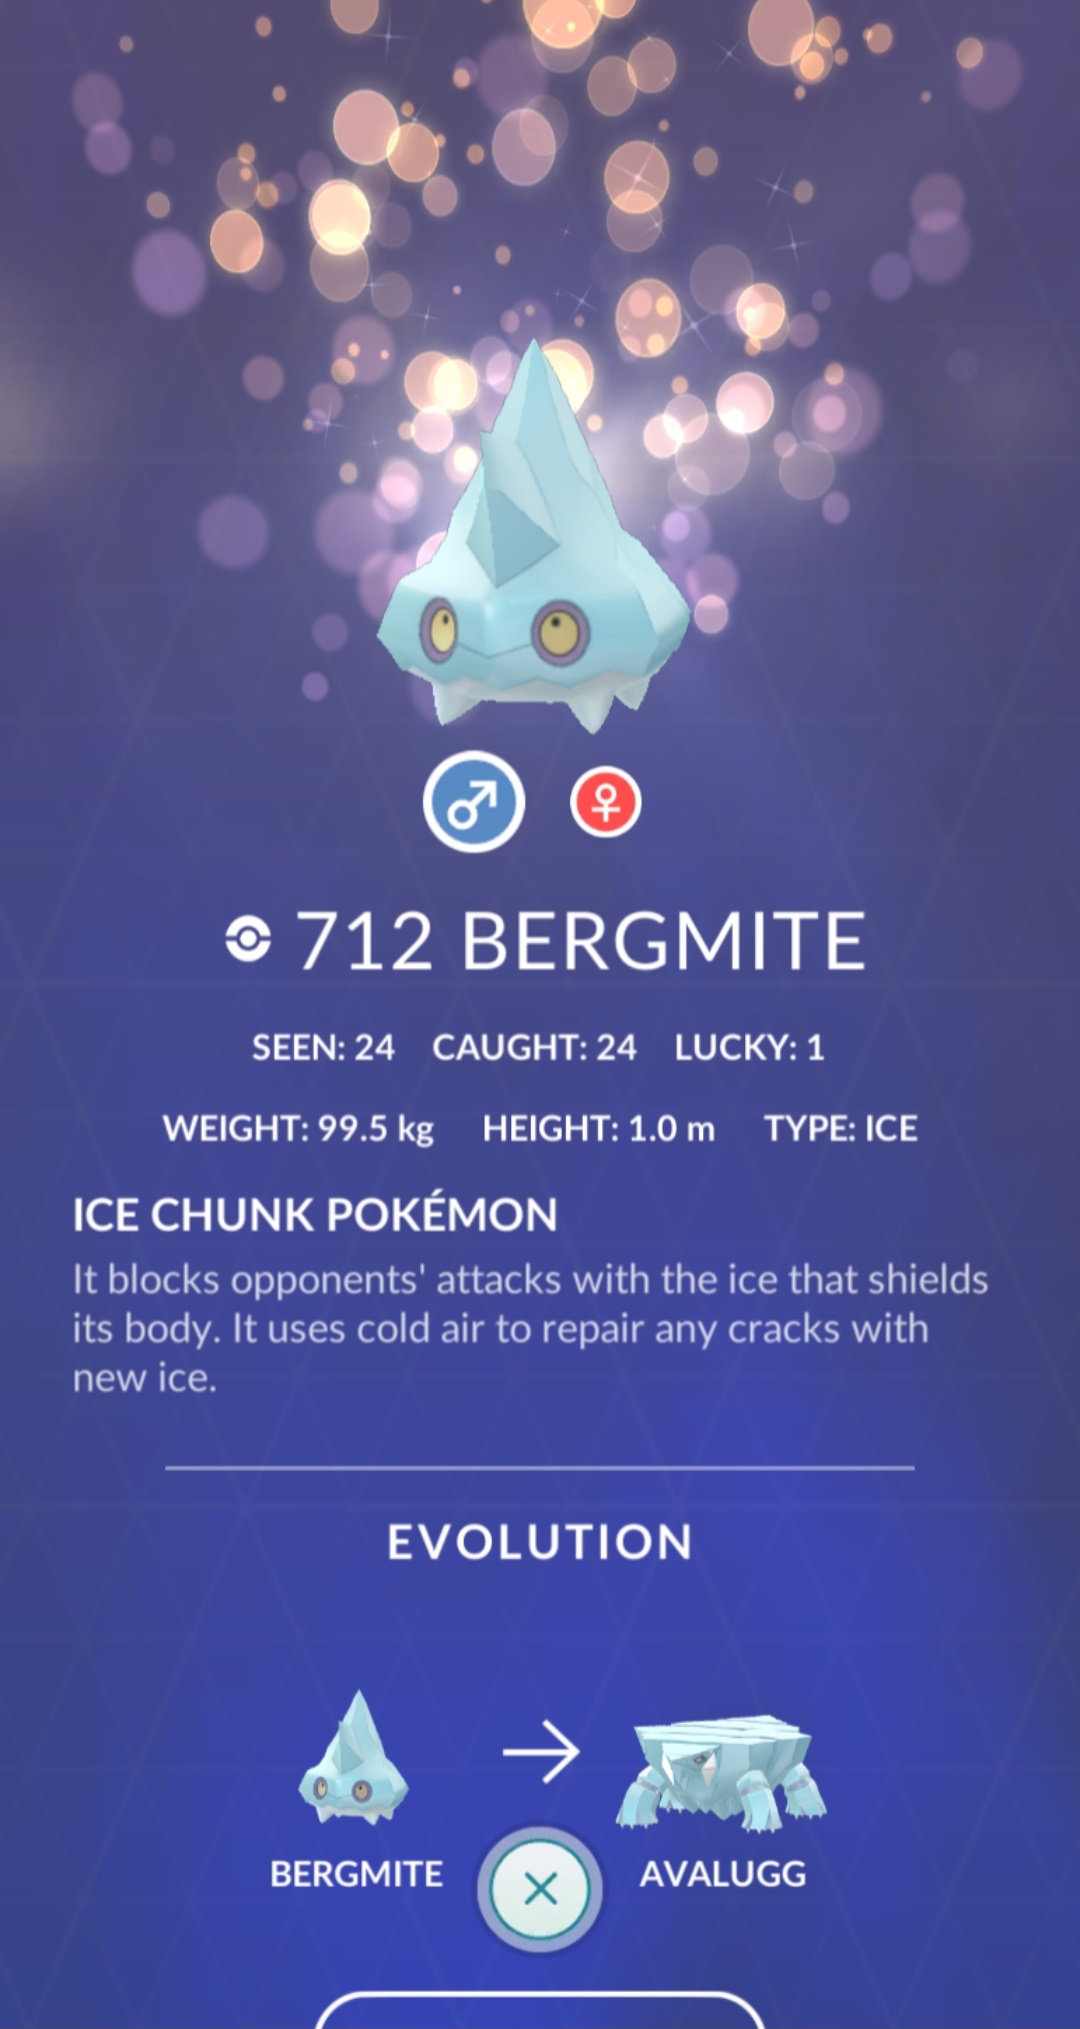 712 BERGMITE
SEEN: 24 CAUGHT: 24 LUCKY: 1
WEIGHT: 99.5 kg HEIGHT: 1.0 m TYPE: ICE
ICE CHUNK POKÉMON
It blocks opponents' attacks with the ice that shields
its body. It uses cold air to repair any cracks with
new ice.
EVOLUTION
BERGMITE AVALUGG